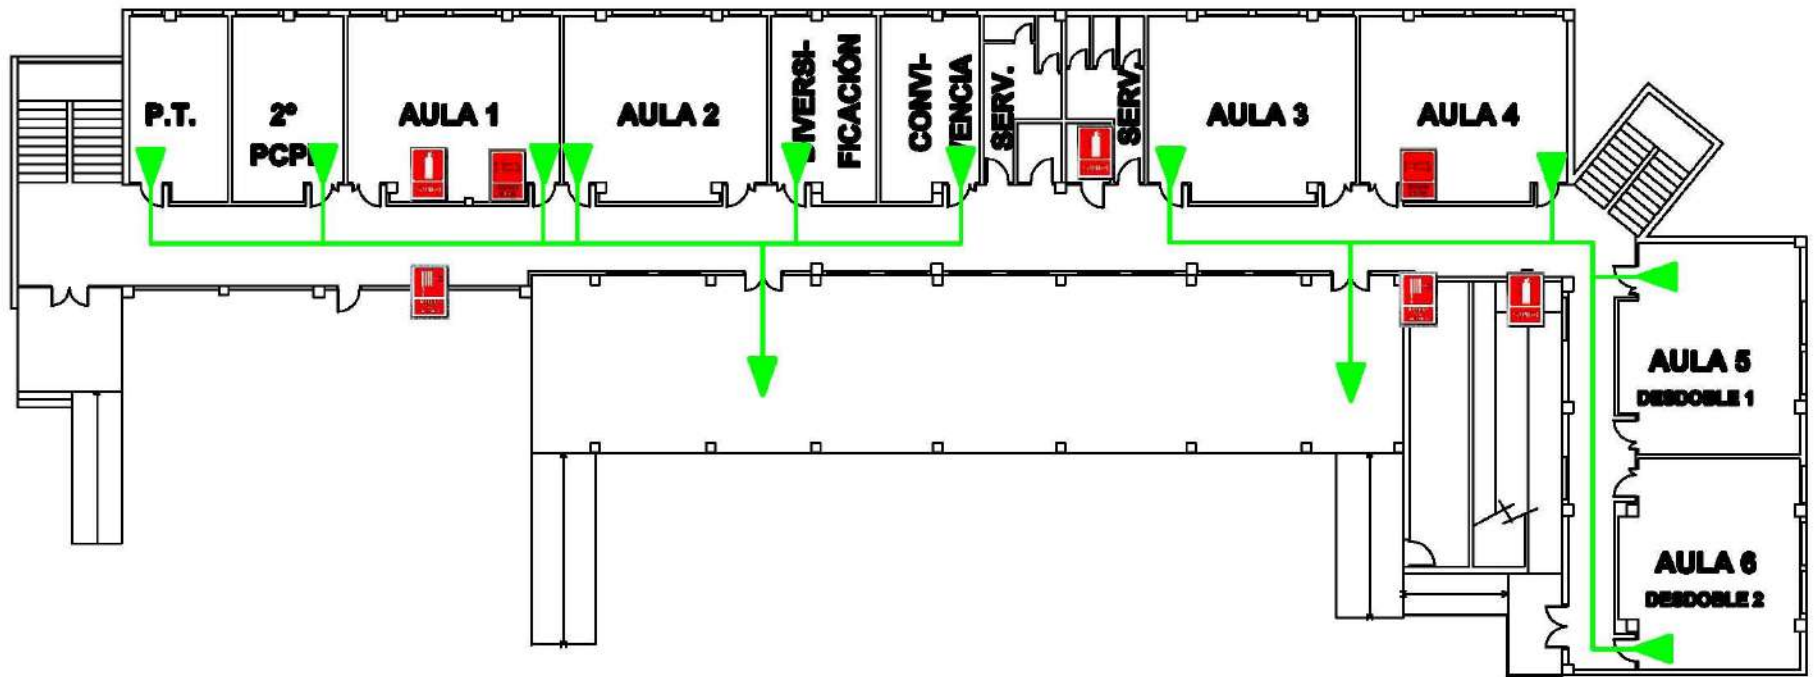 P.T.
2º
PCPI
AULA 1
AULA 2
DIVERSI-
FICACIÓN
CONVI-
VENCIA
SERV.
SERV.
AULA 3
AULA 4
AULA 5
DESDOBLE 1
AULA 6
DESDOBLE 2